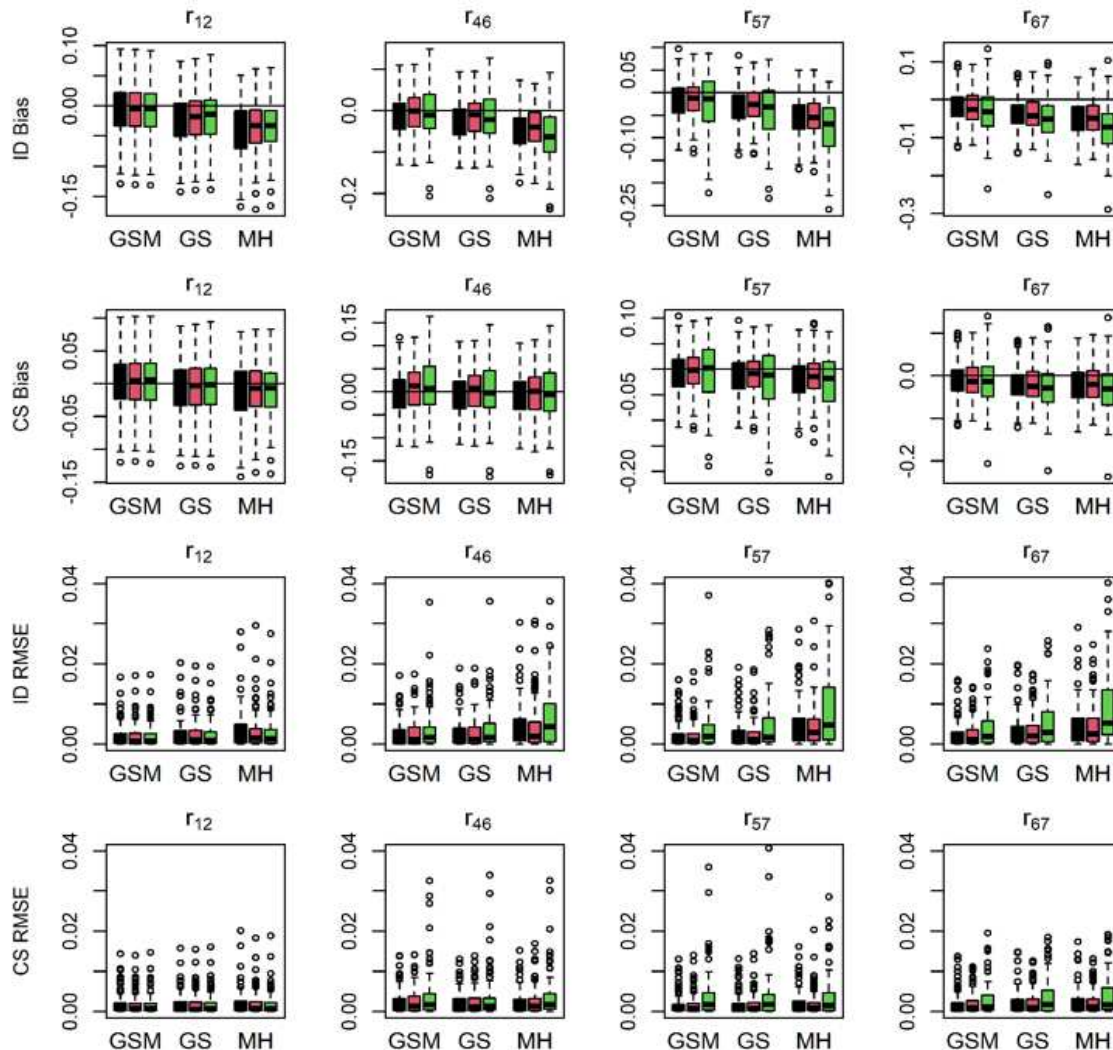 r12 r46 r57 r67
ID Bias
0.10 0.00 -0.15
0.0 -0.2
0.05 -0.10 -0.25
0.1 -0.1 -0.3
GSM GS MH GSM GS MH GSM GS MH GSM GS MH
r12 r46 r57 r67
CS Bias
0.05 -0.05 -0.15
0.15 0.00 -0.15
0.10 -0.05 -0.20
0.0 -0.2
GSM GS MH GSM GS MH GSM GS MH GSM GS MH
r12 r46 r57 r67
ID RMSE
0.04 0.02 0.00
0.04 0.02 0.00
0.04 0.02 0.00
0.04 0.02 0.00
GSM GS MH GSM GS MH GSM GS MH GSM GS MH
r12 r46 r57 r67
CS RMSE
0.04 0.02 0.00
0.04 0.02 0.00
0.04 0.02 0.00
0.04 0.02 0.00
GSM GS MH GSM GS MH GSM GS MH GSM GS MH